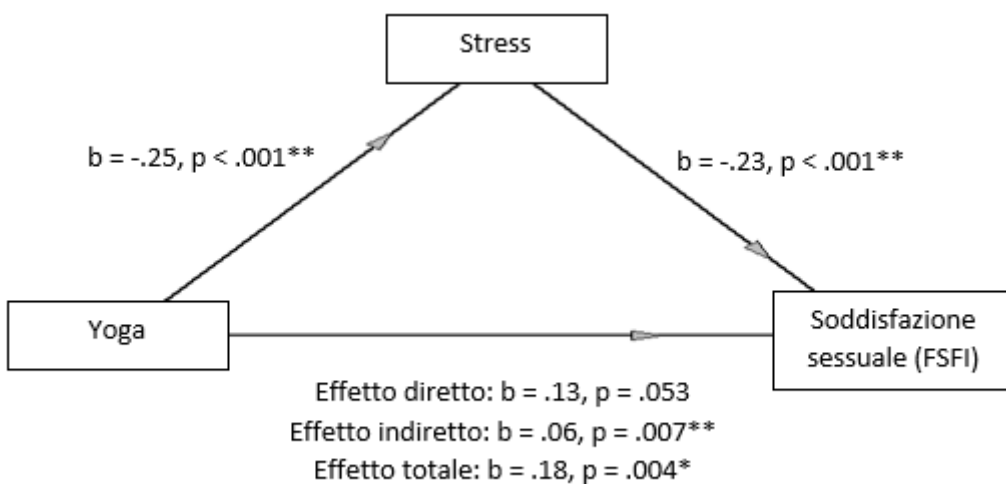 Stress
b = -.25, p < .001**
b = -.23, p < .001**
Yoga
Soddisfazione
sessuale (FSFI)
Effetto diretto: b = .13, p = .053
Effetto indiretto: b = .06, p = .007**
Effetto totale: b = .18, p = .004*